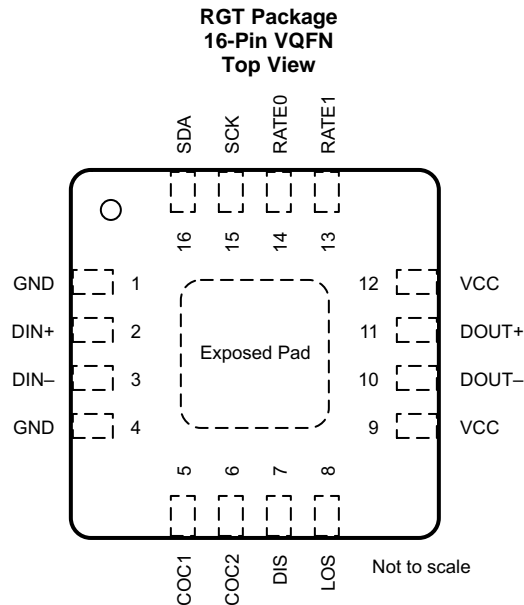 RGT Package
16-Pin VQFN
Top View
SDA
SCK
RATE0
RATE1
16
15
14
13
GND
1
12
VCC
DIN+
2
11
DOUT+
Exposed Pad
DIN–
3
10
DOUT–
GND
4
9
VCC
5
6
7
8
COC1
COC2
DIS
LOS
Not to scale